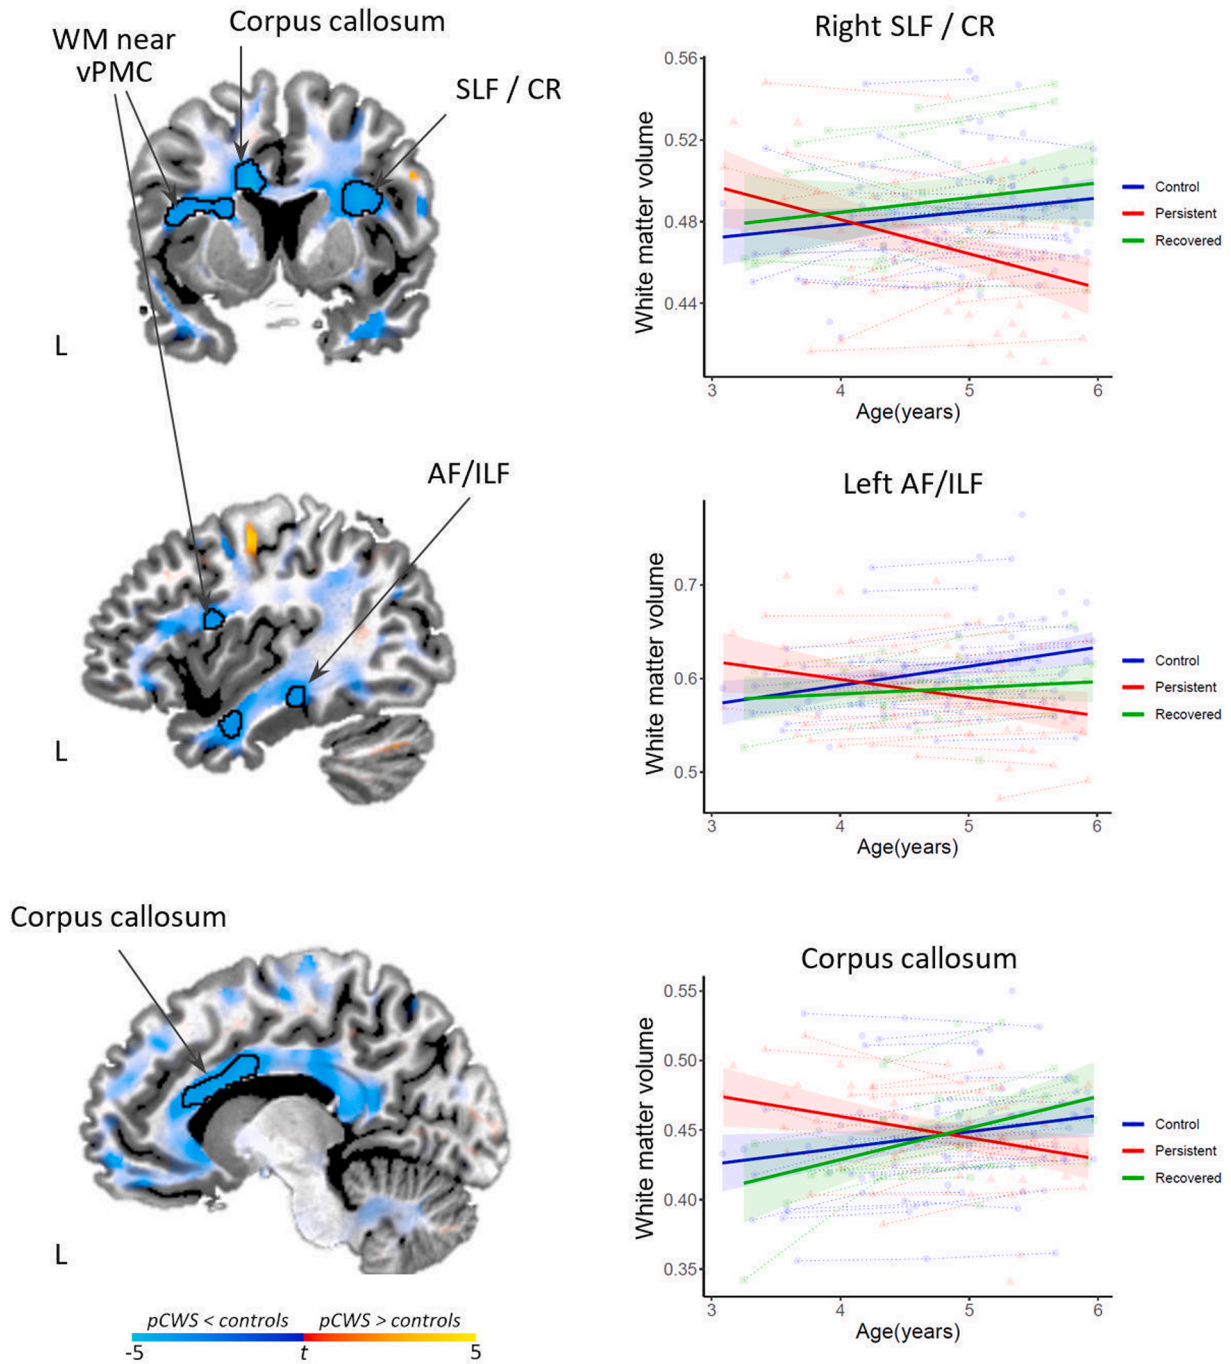 Corpus callosum
WM near
vPMC
SLF / CR
L
Right SLF / CR
White matter volume
0.56
0.52
0.48
0.44
3 4 5 6
Age(years)
Control
Persistent
Recovered
AF/ILF
L
Left AF/ILF
White matter volume
0.7
0.6
0.5
3 4 5 6
Age(years)
Control
Persistent
Recovered
Corpus callosum
L
Corpus callosum
White matter volume
0.55
0.50
0.45
0.40
0.35
3 4 5 6
Age(years)
Control
Persistent
Recovered
pCWS < controls pCWS > controls
-5 t 5